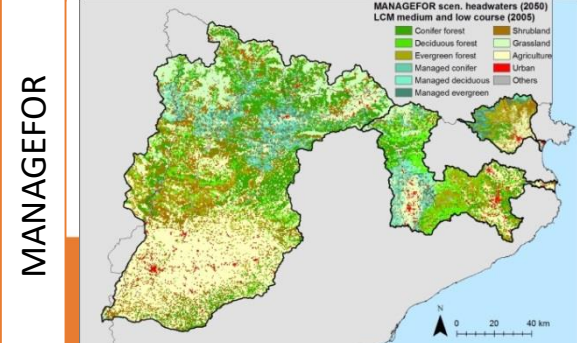 MANAGEFOR
MANAGEFOR scen. headwaters (2050)
LCM medium and low course (2005)
Conifer forest
Deciduous forest
Evergreen forest
Managed conifer
Managed deciduous
Managed evergreen
Shrubland
Grassland
Agriculture
Urban
Others
N
0 20 40 km